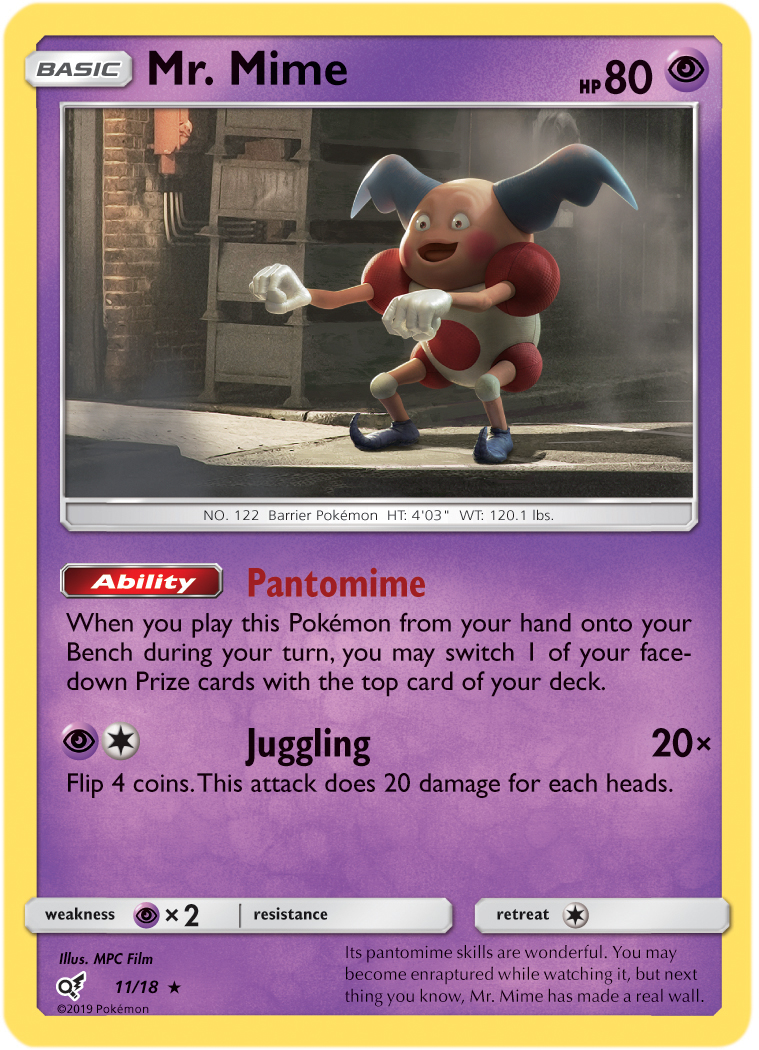 BASIC Mr. Mime HP 80
NO. 122 Barrier Pokémon HT: 4'03" WT: 120.1 lbs.
Ability Pantomime
When you play this Pokémon from your hand onto your
Bench during your turn, you may switch 1 of your face-
down Prize cards with the top card of your deck.
Juggling 20×
Flip 4 coins. This attack does 20 damage for each heads.
weakness ×2 resistance retreat
Illus. MPC Film
11/18 ★
©2019 Pokémon
Its pantomime skills are wonderful. You may
become enraptured while watching it, but next
thing you know, Mr. Mime has made a real wall.